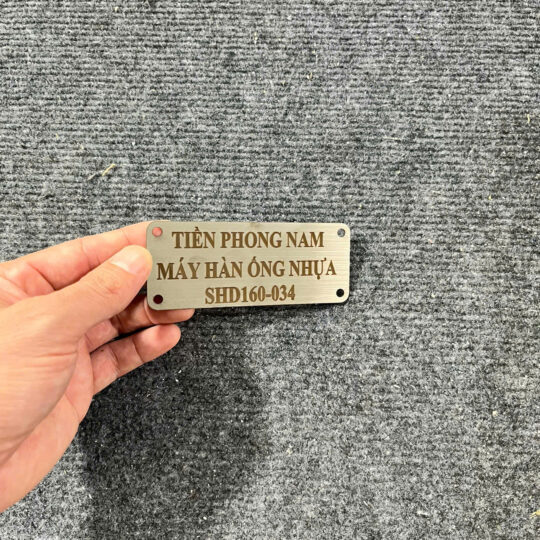 TIỀN PHONG NAM
MÁY HÀN ỐNG NHỰA
SHD160-034